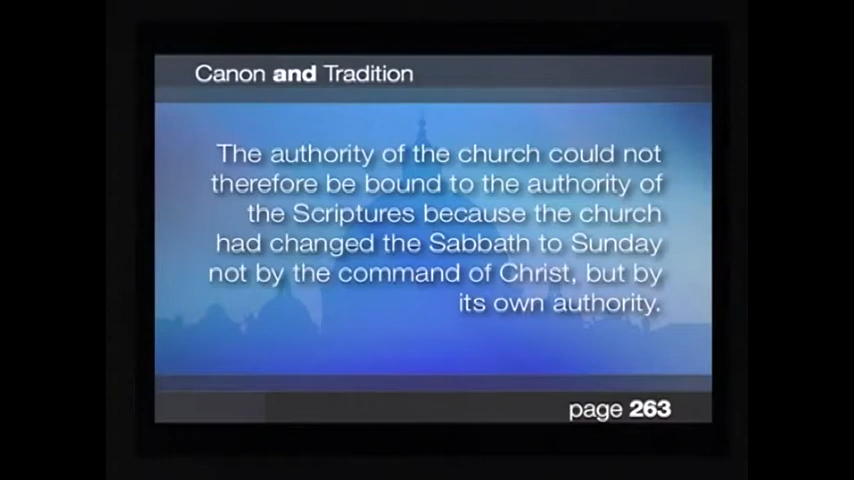 Canon and Tradition
The authority of the church could not
therefore be bound to the authority of
the Scriptures because the church
had changed the Sabbath to Sunday
not by the command of Christ, but by
its own authority.
page 263